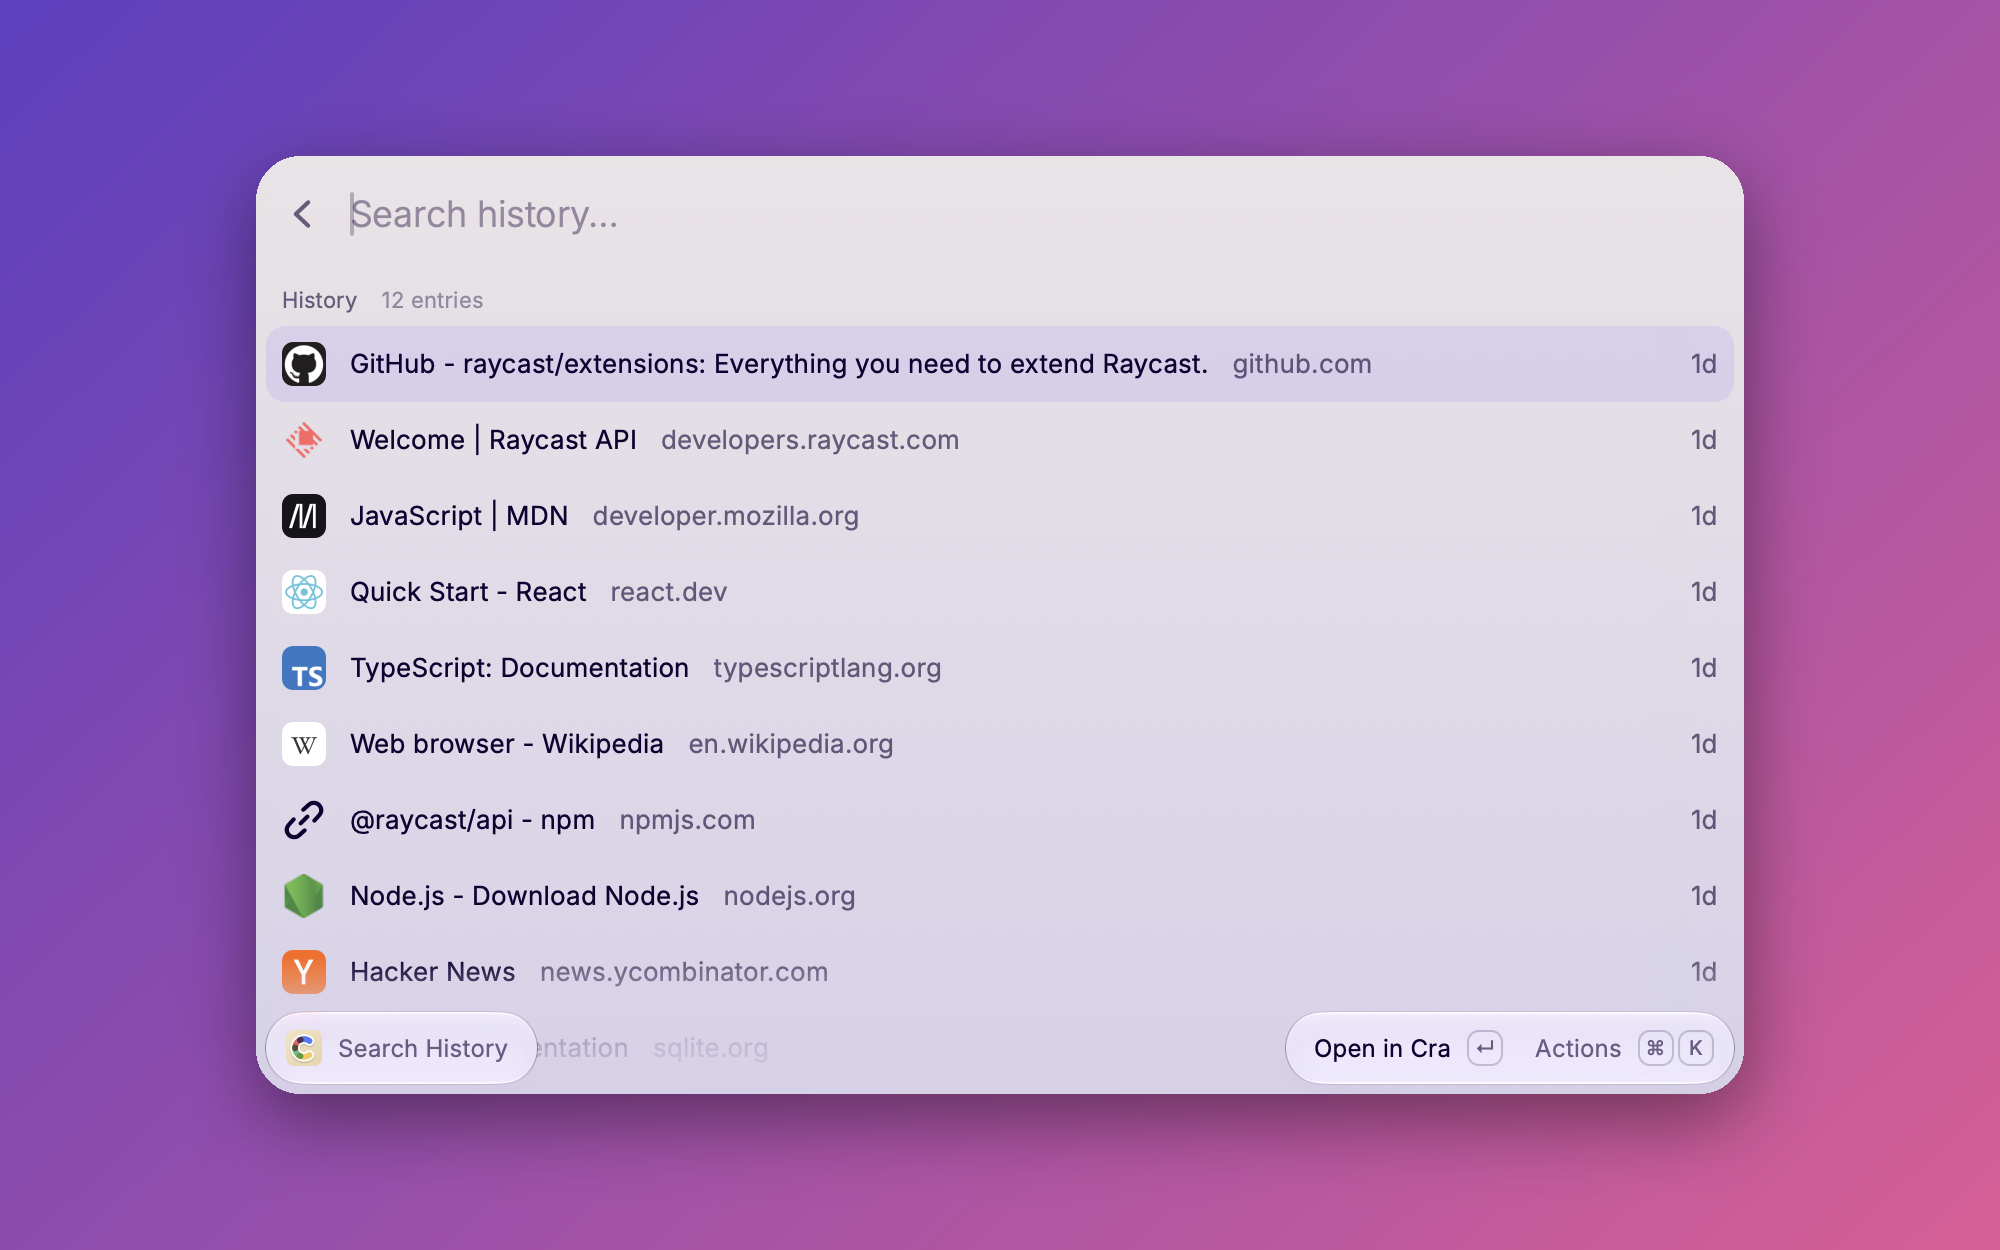 Search history...
History 12 entries
GitHub - raycast/extensions: Everything you need to extend Raycast. github.com 1d
Welcome | Raycast API developers.raycast.com 1d
JavaScript | MDN developer.mozilla.org 1d
Quick Start - React react.dev 1d
TS TypeScript: Documentation typescriptlang.org 1d
W Web browser - Wikipedia en.wikipedia.org 1d
@raycast/api - npm npmjs.com 1d
Node.js - Download Node.js nodejs.org 1d
Y Hacker News news.ycombinator.com 1d
Search History entation sqlite.org Open in Cra ↵ Actions ⌘ K